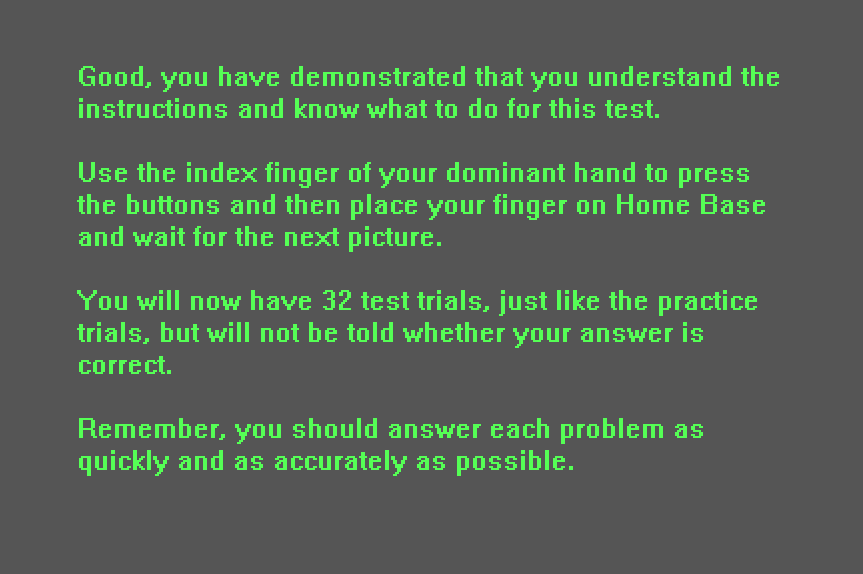 Good, you have demonstrated that you understand the
instructions and know what to do for this test.
Use the index finger of your dominant hand to press
the buttons and then place your finger on Home Base
and wait for the next picture.
You will now have 32 test trials, just like the practice
trials, but will not be told whether your answer is
correct.
Remember, you should answer each problem as
quickly and as accurately as possible.